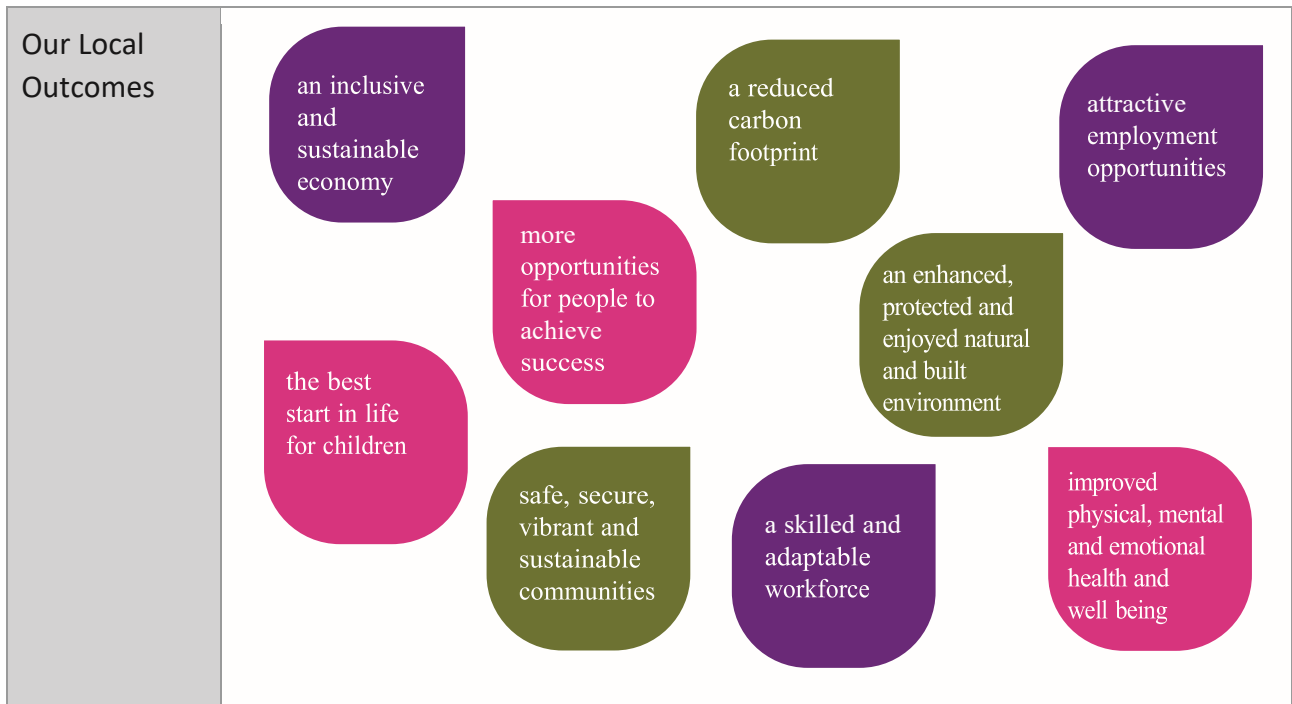 Our Local
Outcomes
an inclusive
and
sustainable
economy
a reduced
carbon
footprint
attractive
employment
opportunities
more
opportunities
for people to
achieve
success
an enhanced,
protected and
enjoyed natural
and built
environment
the best
start in life
for children
safe, secure,
vibrant and
sustainable
communities
a skilled and
adaptable
workforce
improved
physical, mental
and emotional
health and
well being